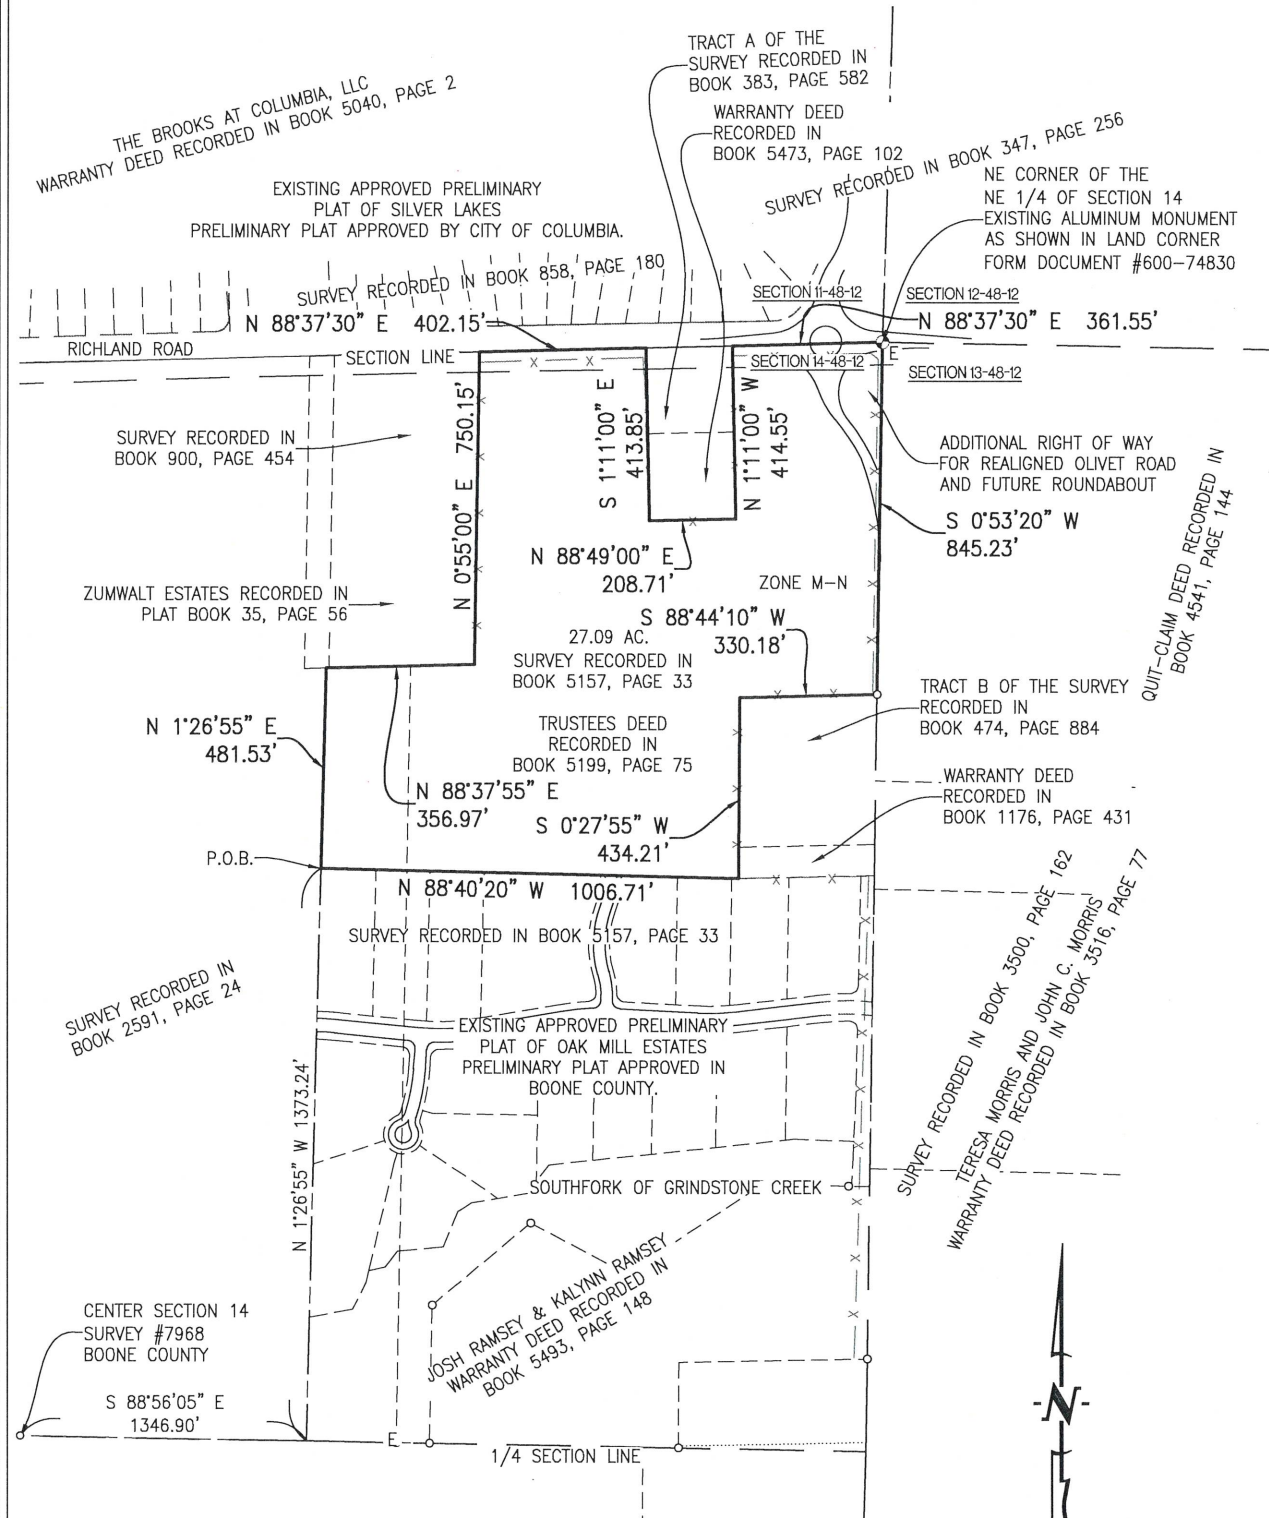 TRACT A OF THE
SURVEY RECORDED IN
BOOK 383, PAGE 582
THE BROOKS AT COLUMBIA, LLC
WARRANTY DEED RECORDED IN BOOK 5040, PAGE 2
WARRANTY DEED
RECORDED IN
BOOK 5473, PAGE 102
SURVEY RECORDED IN BOOK 347, PAGE 256
NE CORNER OF THE
NE 1/4 OF SECTION 14
EXISTING ALUMINUM MONUMENT
AS SHOWN IN LAND CORNER
FORM DOCUMENT #600-74830
EXISTING APPROVED PRELIMINARY
PLAT OF SILVER LAKES
PRELIMINARY PLAT APPROVED BY CITY OF COLUMBIA.
SURVEY RECORDED IN BOOK 858, PAGE 180
SECTION 11-48-12
SECTION 12-48-12
N 88°37'30" E 402.15'
N 88°37'30" E 361.55'
RICHLAND ROAD
SECTION LINE
SECTION 14-48-12
E
SECTION 13-48-12
SURVEY RECORDED IN
BOOK 900, PAGE 454
N 0°55'00" E 750.15'
S 1°11'00" E
413.85'
N 1°11'00" W
414.55'
ADDITIONAL RIGHT OF WAY
FOR REALIGNED OLIVET ROAD
AND FUTURE ROUNDABOUT
S 0°53'20" W
845.23'
QUIT-CLAIM DEED RECORDED IN
BOOK 4541, PAGE 144
N 88°49'00" E
208.71'
ZONE M-N
ZUMWALT ESTATES RECORDED IN
PLAT BOOK 35, PAGE 56
S 88°44'10" W
330.18'
27.09 AC.
SURVEY RECORDED IN
BOOK 5157, PAGE 33
TRACT B OF THE SURVEY
RECORDED IN
BOOK 474, PAGE 884
N 1°26'55" E
481.53'
TRUSTEES DEED
RECORDED IN
BOOK 5199, PAGE 75
N 88°37'55" E
356.97'
WARRANTY DEED
RECORDED IN
BOOK 1176, PAGE 431
S 0°27'55" W
434.21'
P.O.B.
N 88°40'20" W 1006.71'
SURVEY RECORDED IN BOOK 5157, PAGE 33
SURVEY RECORDED IN BOOK 3500, PAGE 162
TERESA MORRIS AND JOHN C. MORRIS
WARRANTY DEED RECORDED IN BOOK 3516, PAGE 77
SURVEY RECORDED IN
BOOK 2591, PAGE 24
EXISTING APPROVED PRELIMINARY
PLAT OF OAK MILL ESTATES
PRELIMINARY PLAT APPROVED IN
BOONE COUNTY.
N 1°26'55" W 1373.24'
SOUTHFORK OF GRINDSTONE CREEK
JOSH RAMSEY & KALYNN RAMSEY
WARRANTY DEED RECORDED IN
BOOK 5493, PAGE 148
CENTER SECTION 14
SURVEY #7968
BOONE COUNTY
S 88°56'05" E
1346.90'
E
1/4 SECTION LINE
N